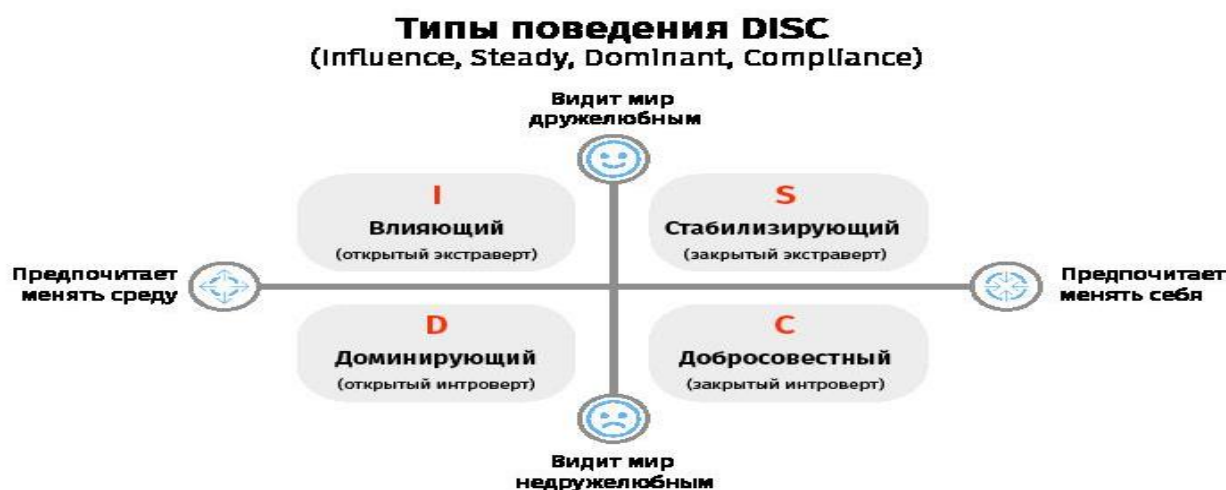 Типы поведения DISC
(Influence, Steady, Dominant, Compliance)
Видит мир
дружелюбным
I
Влияющий
(открытый экстраверт)
S
Стабилизирующий
(закрытый экстраверт)
Предпочитает
менять среду
Предпочитает
менять себя
D
Доминирующий
(открытый интроверт)
C
Добросовестный
(закрытый интроверт)
Видит мир
недружелюбным